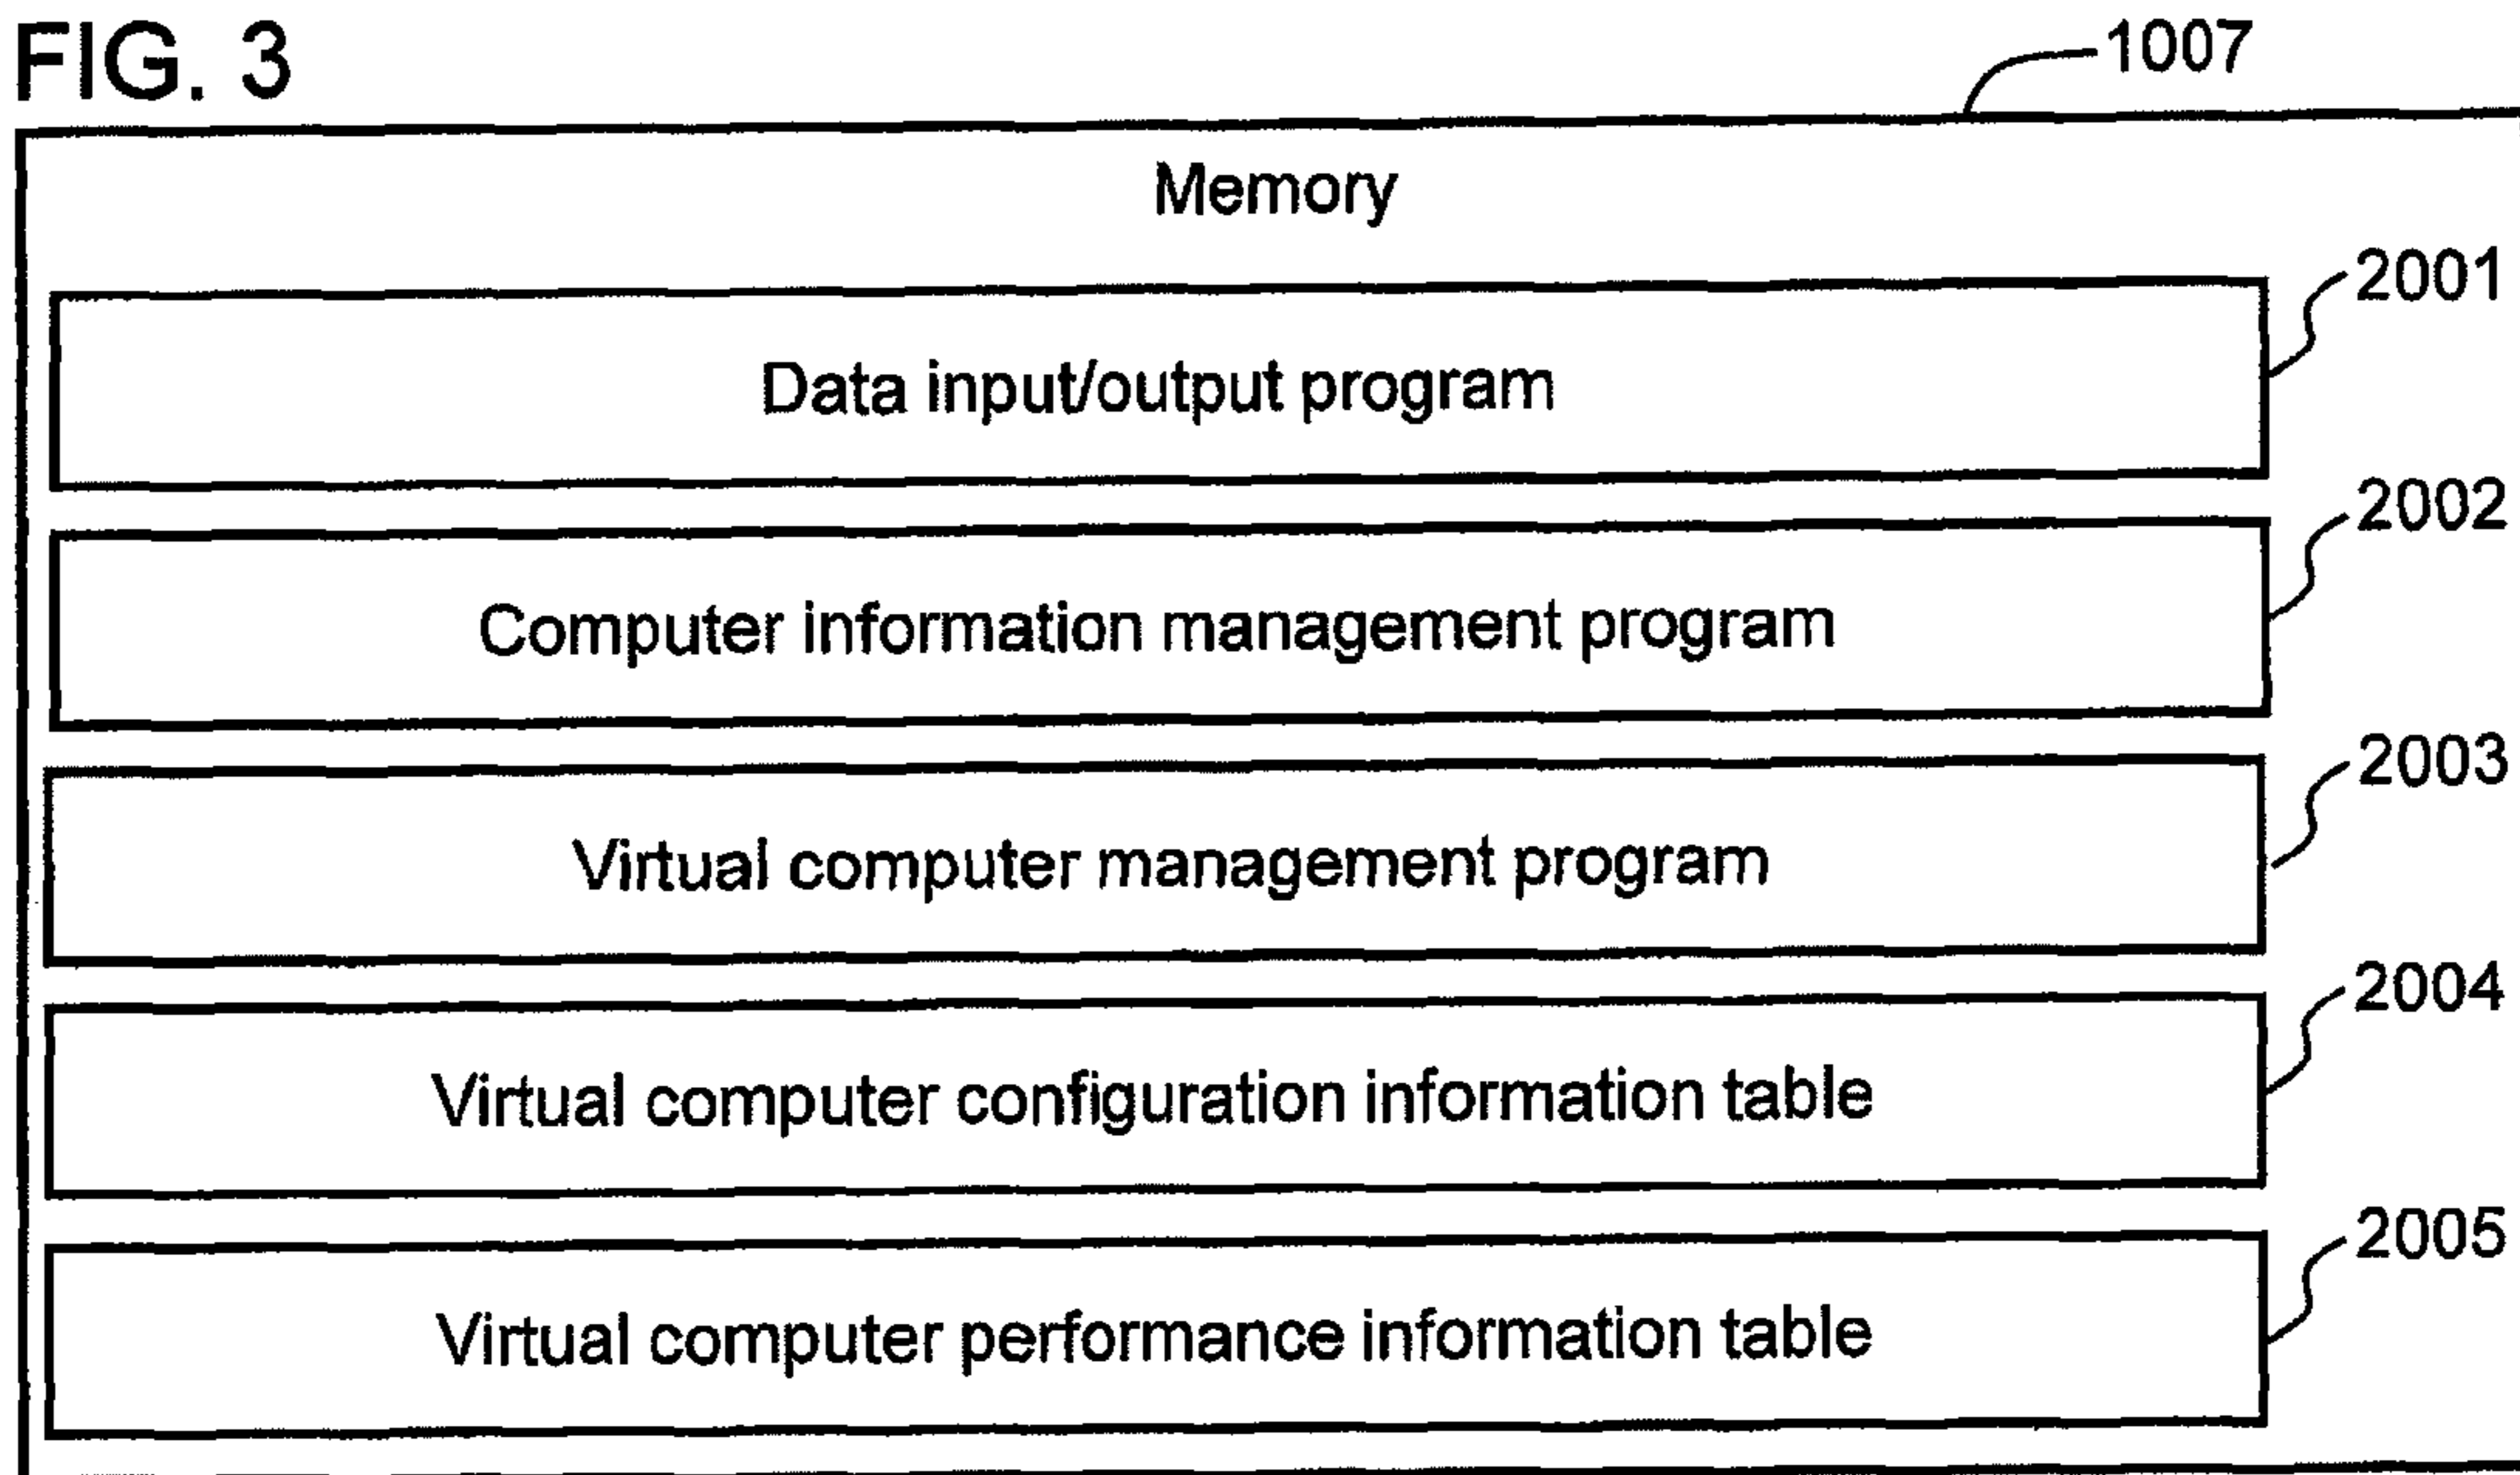 FIG. 3
1007
Memory
2001
Data input/output program
2002
Computer information management program
2003
Virtual computer management program
2004
Virtual computer configuration information table
2005
Virtual computer performance information table